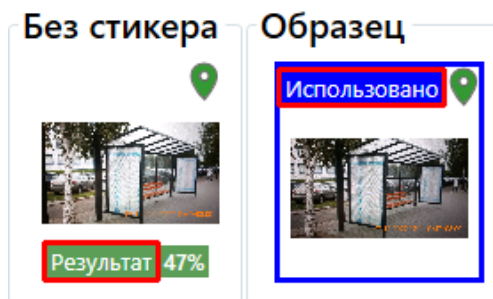 Без стикера
Образец
Использовано
Результат 47%